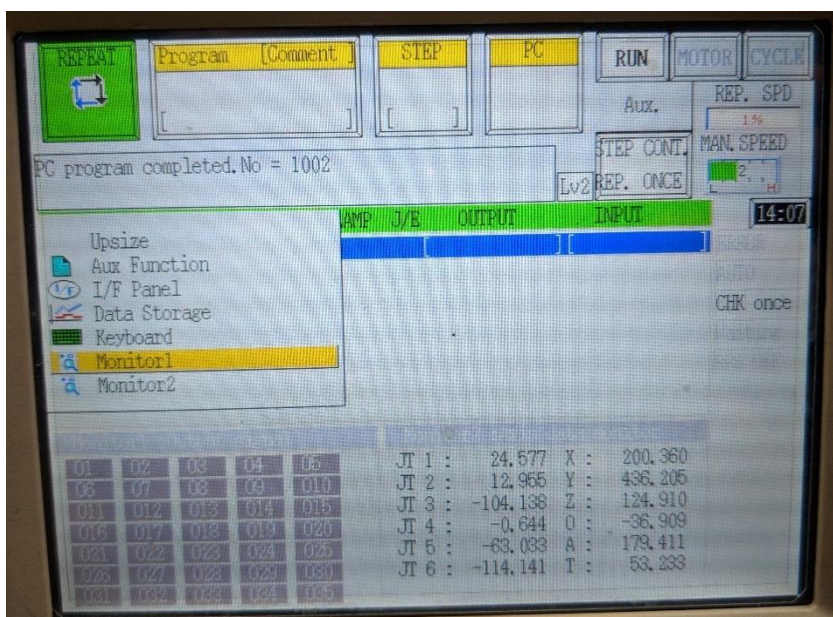 REPEAT
Program [Comment ]
[ ]
STEP
[ ]
PC
RUN MOTOR CYCLE
Aux.
REP. SPD
1%
STEP CONT.
REP. ONCE
MAN. SPEED
2
L H
PC program completed.No = 1002
Lv2
14:07
AMP J/E OUTPUT INPUT
[ ] [ ]
ERROR
AUTO
CHK once
Upsize
Aux Function
I/F I/F Panel
Data Storage
Keyboard
Monitor1
Monitor2
01 02 03 04 05
06 07 08 09 010
011 012 013 014 015
016 017 018 019 020
021 022 023 024 025
026 027 028 029 030
031 032 033 034 035
JT 1 : 24.577 X : 200.360
JT 2 : 12.955 Y : 436.205
JT 3 : -104.138 Z : 124.910
JT 4 : -0.644 O : -36.909
JT 5 : -63.033 A : 179.411
JT 6 : -114.141 T : 53.233